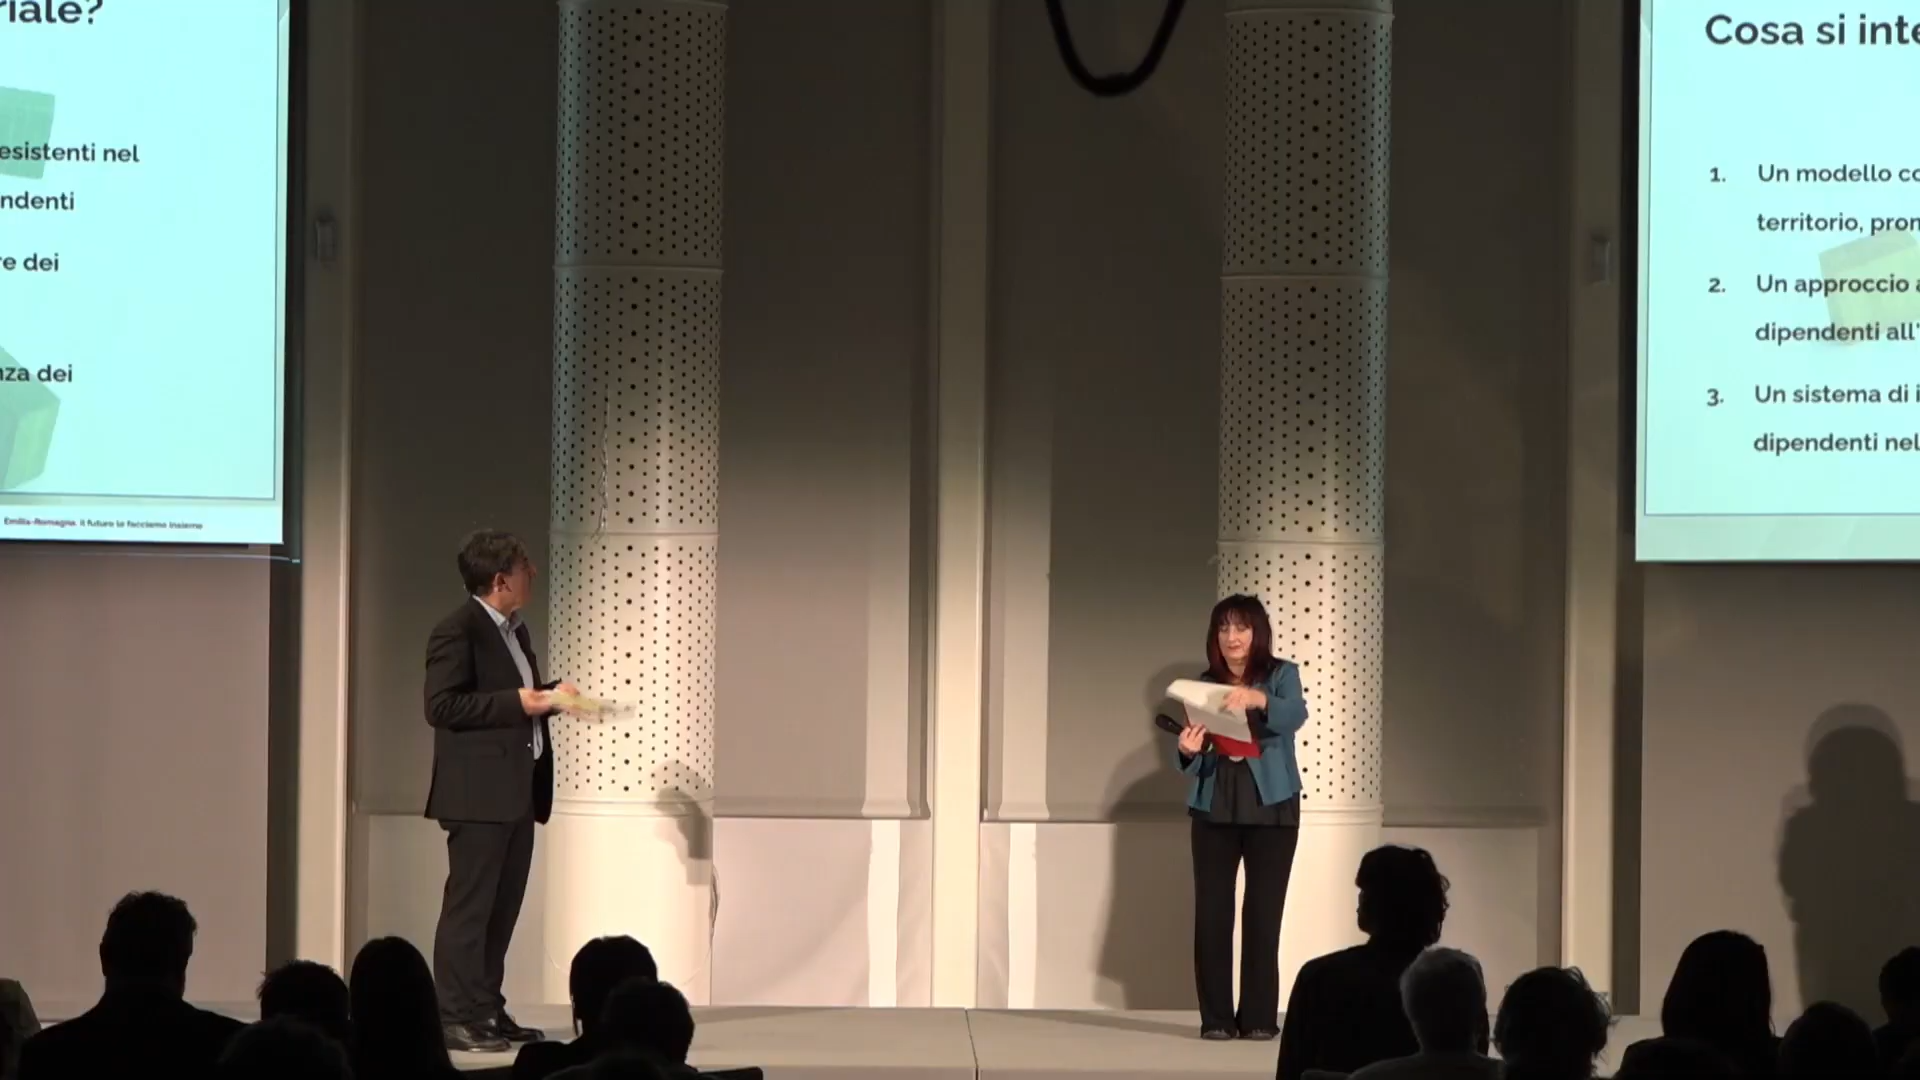 riale?
esistenti nel
ndenti
re dei
nza dei
Emilia-Romagna. Il futuro lo facciamo insieme
Cosa si inte
1. Un modello co
territorio, pron
2. Un approccio a
dipendenti all'
3. Un sistema di i
dipendenti nel